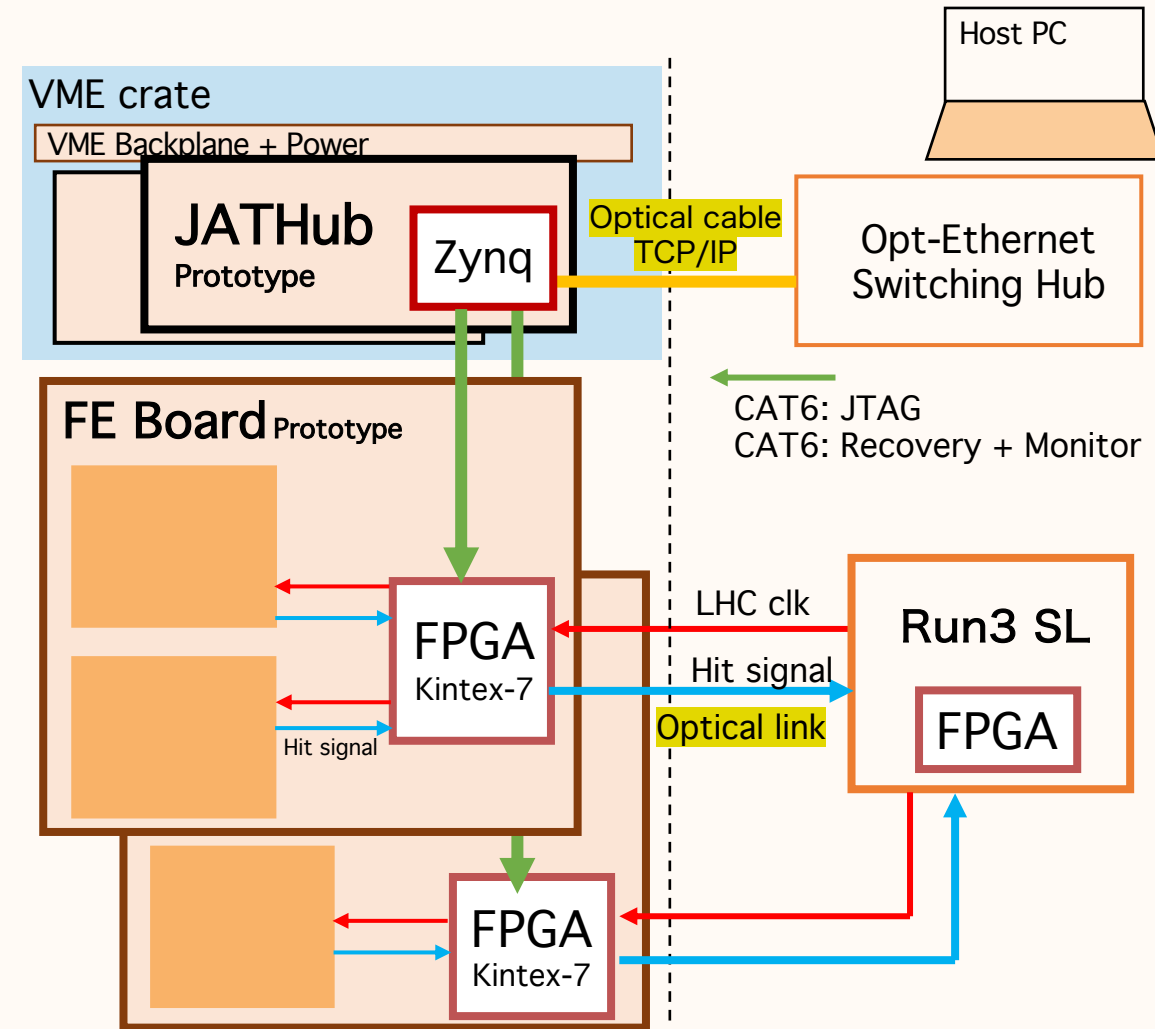 Host PC
VME crate
VME Backplane + Power
JATHub
Prototype
Zynq
Optical cable
TCP/IP
Opt-Ethernet
Switching Hub
CAT6: JTAG
CAT6: Recovery + Monitor
FE Board Prototype
FPGA
Kintex-7
Hit signal
LHC clk
Hit signal
Optical link
Run3 SL
FPGA
FPGA
Kintex-7